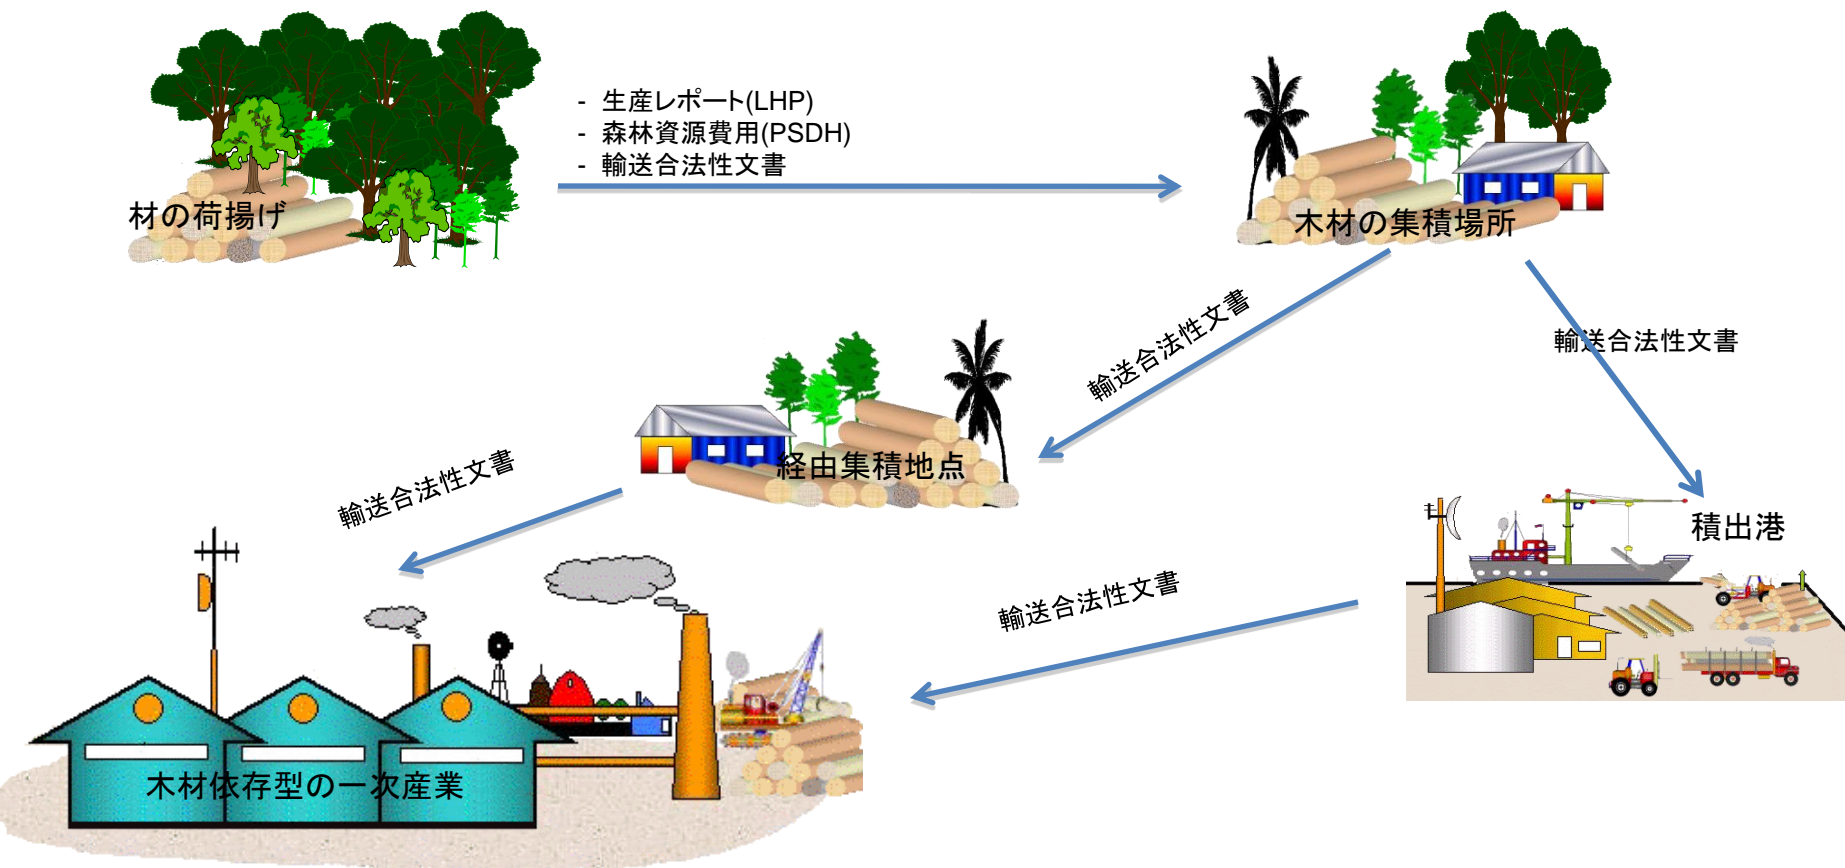 - 生産レポート(LHP)
- 森林資源費用(PSDH)
- 輸送合法性文書
材の荷揚げ
木材の集積場所
輸送合法性文書
輸送合法性文書
経由集積地点
輸送合法性文書
積出港
輸送合法性文書
木材依存型の一次産業